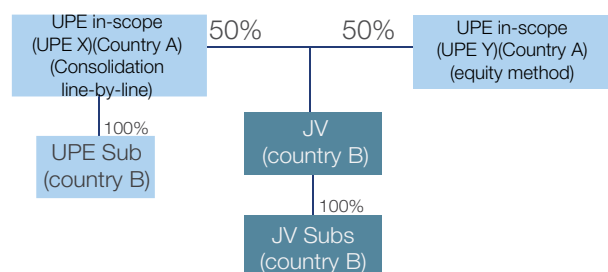 UPE in-scope
(UPE X)(Country A)
(Consolidation
line-by-line)
50%
50%
UPE in-scope
(UPE Y)(Country A)
(equity method)
100%
UPE Sub
(country B)
JV
(country B)
100%
JV Subs
(country B)